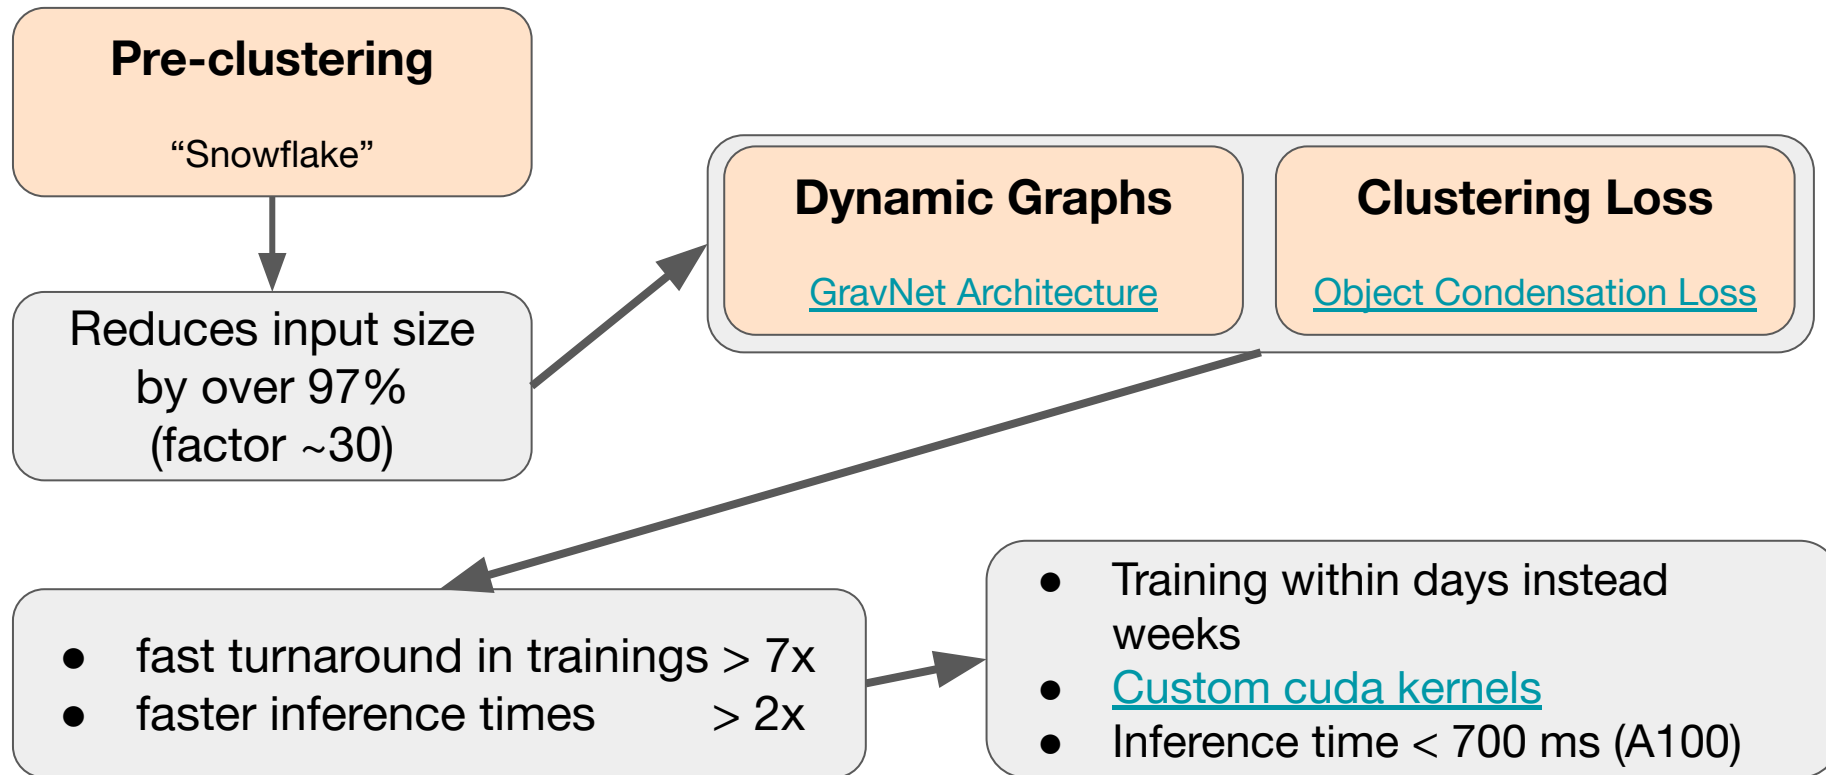 Pre-clustering
“Snowflake”
Reduces input size
by over 97%
(factor ~30)
Dynamic Graphs
GravNet Architecture
Clustering Loss
Object Condensation Loss
● fast turnaround in trainings > 7x
● faster inference times > 2x
● Training within days instead
weeks
● Custom cuda kernels
● Inference time < 700 ms (A100)